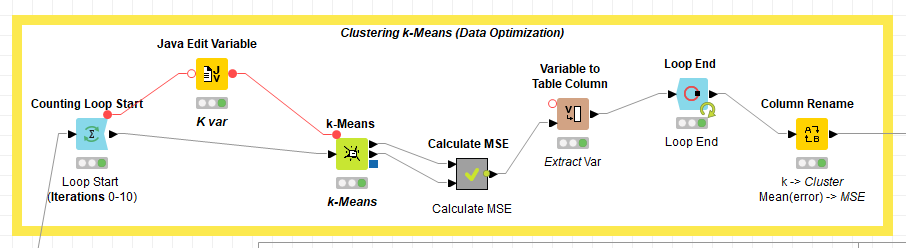 Clustering k-Means (Data Optimization)
Java Edit Variable
K var
Counting Loop Start
Loop Start
(Iterations 0-10)
k-Means
k-Means
Calculate MSE
Calculate MSE
Variable to
Table Column
Extract Var
Loop End
Loop End
Column Rename
k -> Cluster
Mean(error) -> MSE